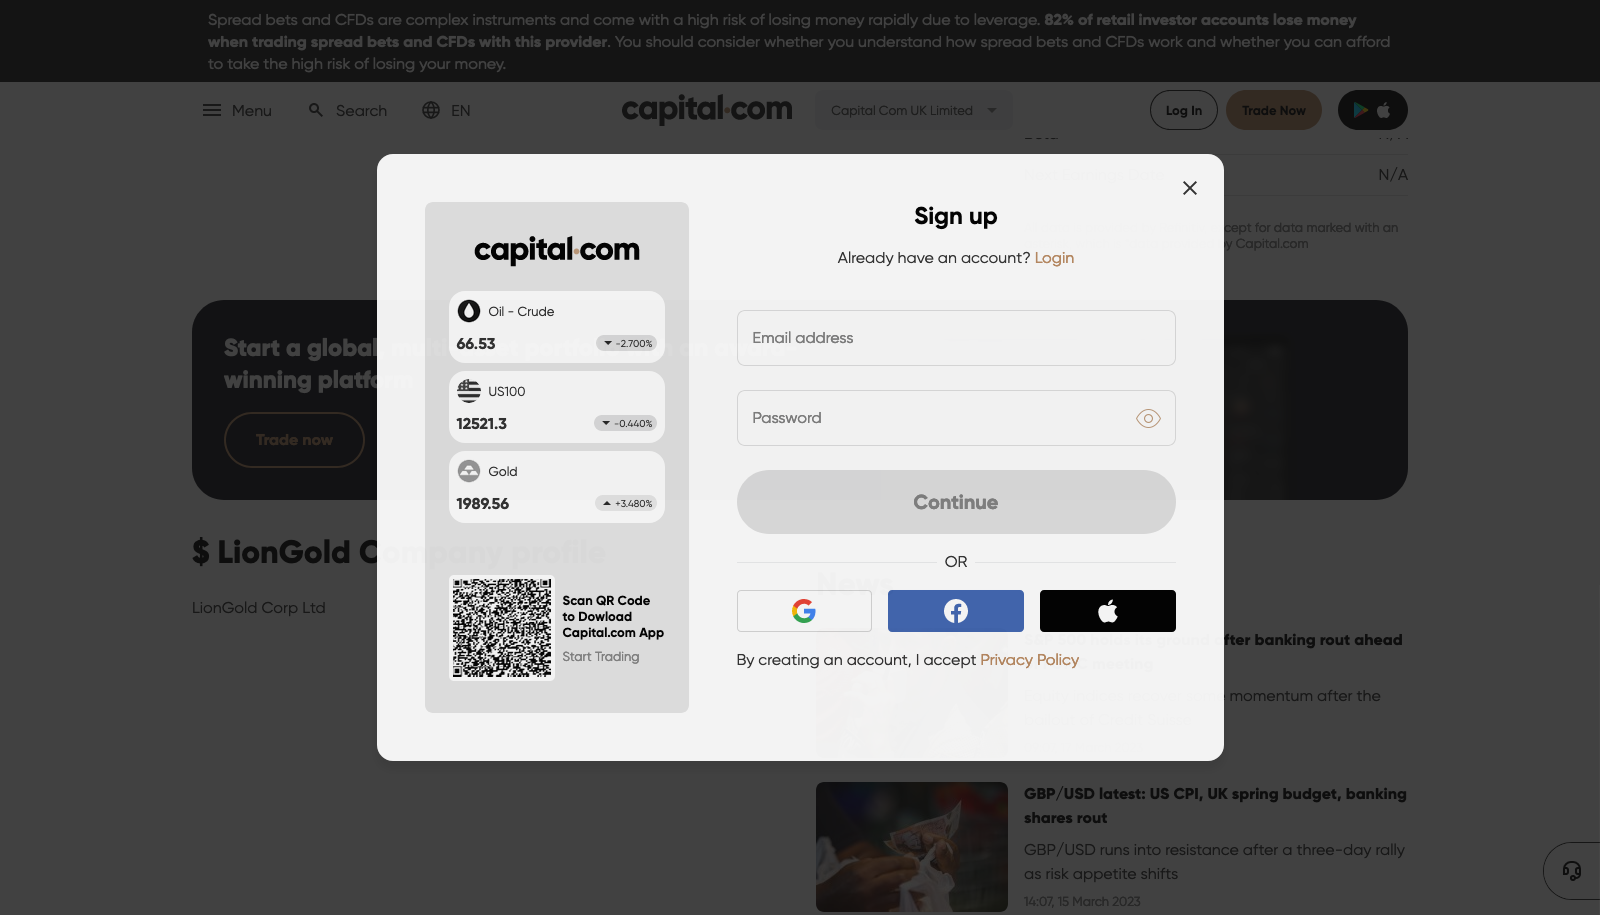 Spread bets and CFDs are complex instruments and come with a high risk of losing money rapidly due to leverage. 82% of retail investor accounts lose money
when trading spread bets and CFDs with this provider. You should consider whether you understand how spread bets and CFDs work and whether you can afford
to take the high risk of losing your money.
Menu
Search
EN
capital.com
Capital Com UK Limited
Log In
Trade Now
N/A
cept for data marked with an
by Capital.com
Start a global
winning platform
Trade now
$ LionGold Company profile
LionGold Corp Ltd
capital.com
Oil - Crude
66.53
-2.700%
US100
12521.3
-0.440%
Gold
1989.56
+3.480%
Scan QR Code
to Dowload
Capital.com App
Start Trading
Sign up
Already have an account? Login
Email address
Password
Continue
OR
By creating an account, I accept Privacy Policy
News
after banking rout ahead
momentum after the
GBP/USD latest: US CPI, UK spring budget, banking
shares rout
GBP/USD runs into resistance after a three-day rally
as risk appetite shifts
14:07, 15 March 2023